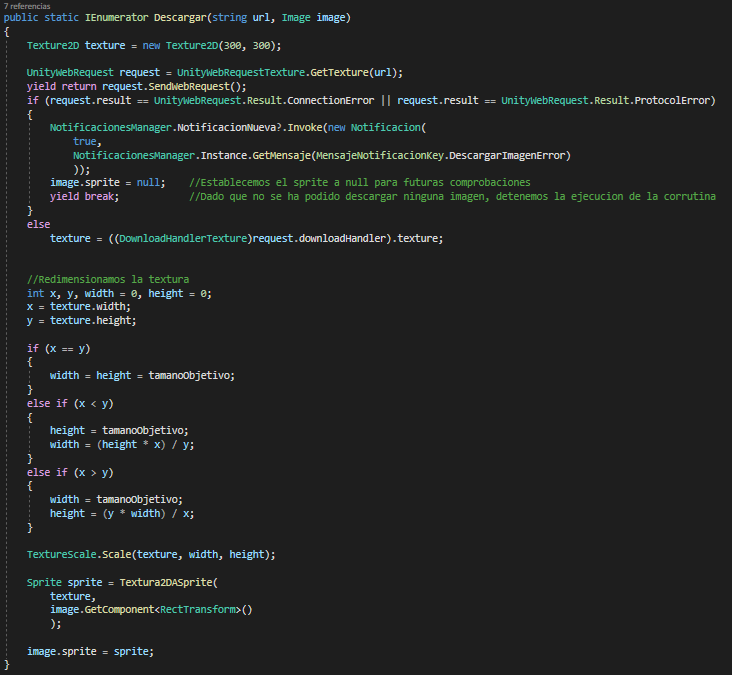 7 referencias
public static IEnumerator Descargar(string url, Image image)
{
    Texture2D texture = new Texture2D(300, 300);

    UnityWebRequest request = UnityWebRequestTexture.GetTexture(url);
    yield return request.SendWebRequest();
    if (request.result == UnityWebRequest.Result.ConnectionError || request.result == UnityWebRequest.Result.ProtocolError)
    {
        NotificacionesManager.NotificacionNueva?.Invoke(new Notificacion(
            true,
            NotificacionesManager.Instance.GetMensaje(MensajeNotificacionKey.DescargarImagenError)
            ));
        image.sprite = null;    //Establecemos el sprite a null para futuras comprobaciones
        yield break;            //Dado que no se ha podido descargar ninguna imagen, detenemos la ejecucion de la corrutina
    }
    else
        texture = ((DownloadHandlerTexture)request.downloadHandler).texture;


    //Redimensionamos la textura
    int x, y, width = 0, height = 0;
    x = texture.width;
    y = texture.height;

    if (x == y)
    {
        width = height = tamanoObjetivo;
    }
    else if (x < y)
    {
        height = tamanoObjetivo;
        width = (height * x) / y;
    }
    else if (x > y)
    {
        width = tamanoObjetivo;
        height = (y * width) / x;
    }

    TextureScale.Scale(texture, width, height);

    Sprite sprite = Textura2DASprite(
        texture,
        image.GetComponent<RectTransform>()
        );

    image.sprite = sprite;
}